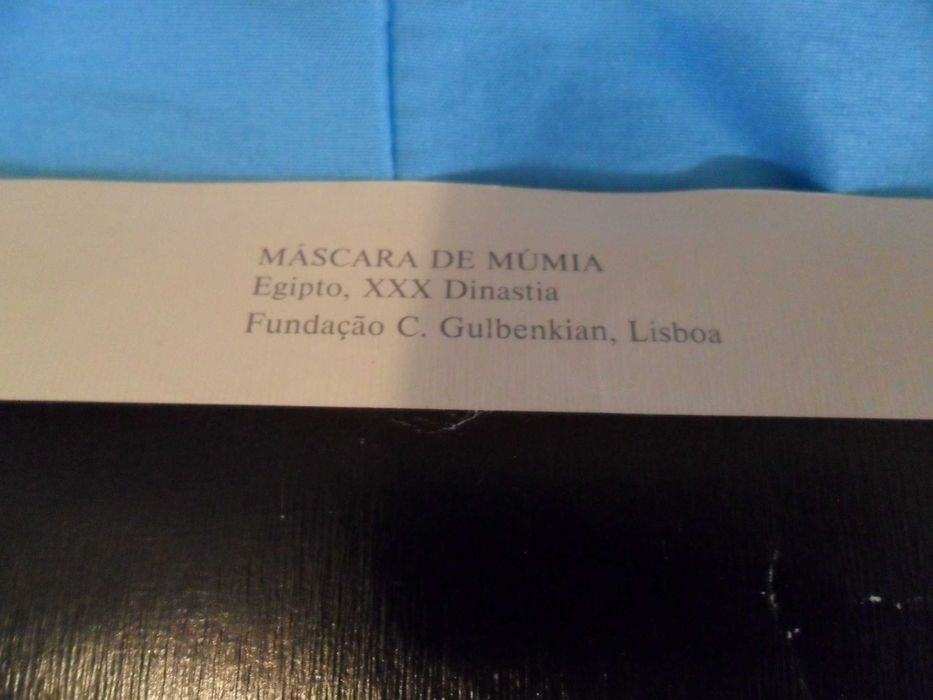 MÁSCARA DE MÚMIA
Egipto, XXX Dinastia
Fundação C. Gulbenkian, Lisboa